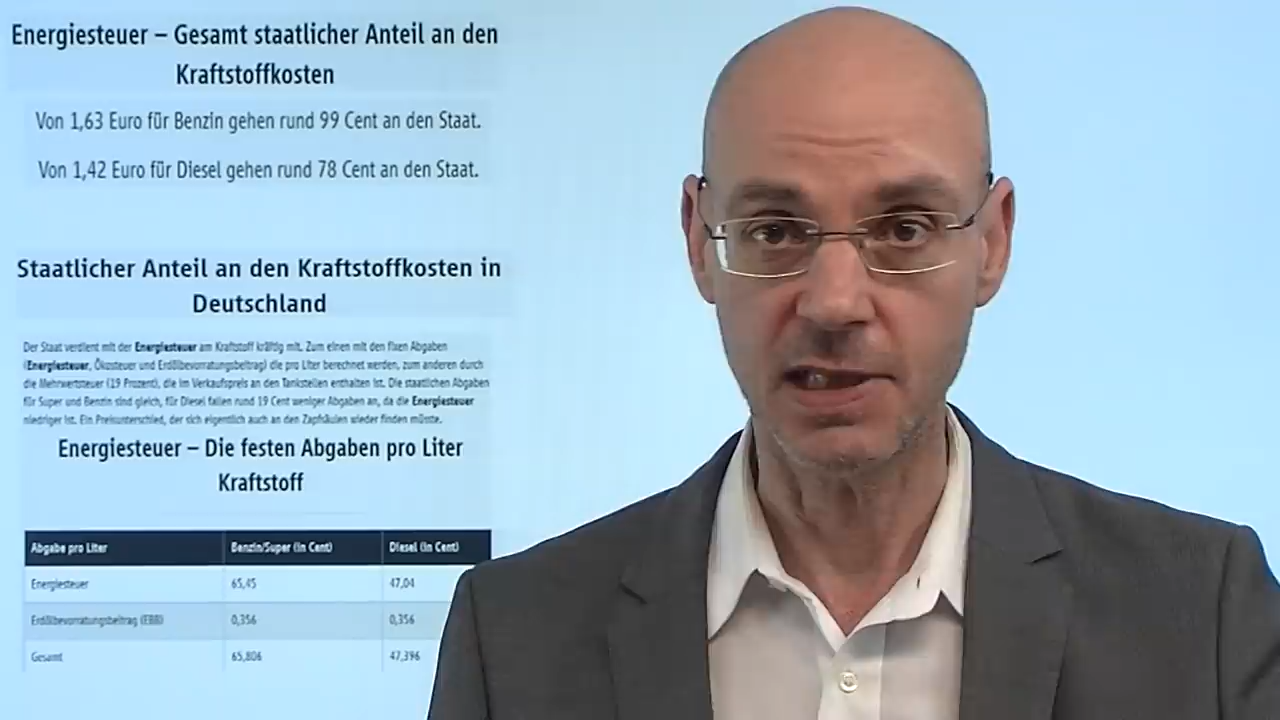 Energiesteuer – Gesamt staatlicher Anteil an den
Kraftstoffkosten
Von 1,63 Euro für Benzin gehen rund 99 Cent an den Staat.
Von 1,42 Euro für Diesel gehen rund 78 Cent an den Staat.
Staatlicher Anteil an den Kraftstoffkosten in
Deutschland
Der Staat verdient mit der Energiesteuer am Kraftstoff kräftig mit. Zum einen mit den fixen Abgaben
(Energiesteuer, Ökosteuer und Erdölbevorratungsbeitrag) die pro Liter berechnet werden, zum anderen durch
die Mehrwertsteuer (19 Prozent), die im Verkaufspreis an den Tankstellen enthalten ist. Die staatlichen Abgaben
für Super und Benzin sind gleich, für Diesel fallen rund 19 Cent weniger Abgaben an, da die Energiesteuer
niedriger ist. Ein Preisunterschied, der sich eigentlich auch an den Zapfsäulen wieder finden müsste.
Energiesteuer – Die festen Abgaben pro Liter
Kraftstoff
Abgabe pro Liter Benzin/Super (in Cent) Diesel (in Cent)
Energiesteuer 65,45 47,04
Erdölbevorratungsbeitrag (EBB) 0,356 0,356
Gesamt 65,806 47,396